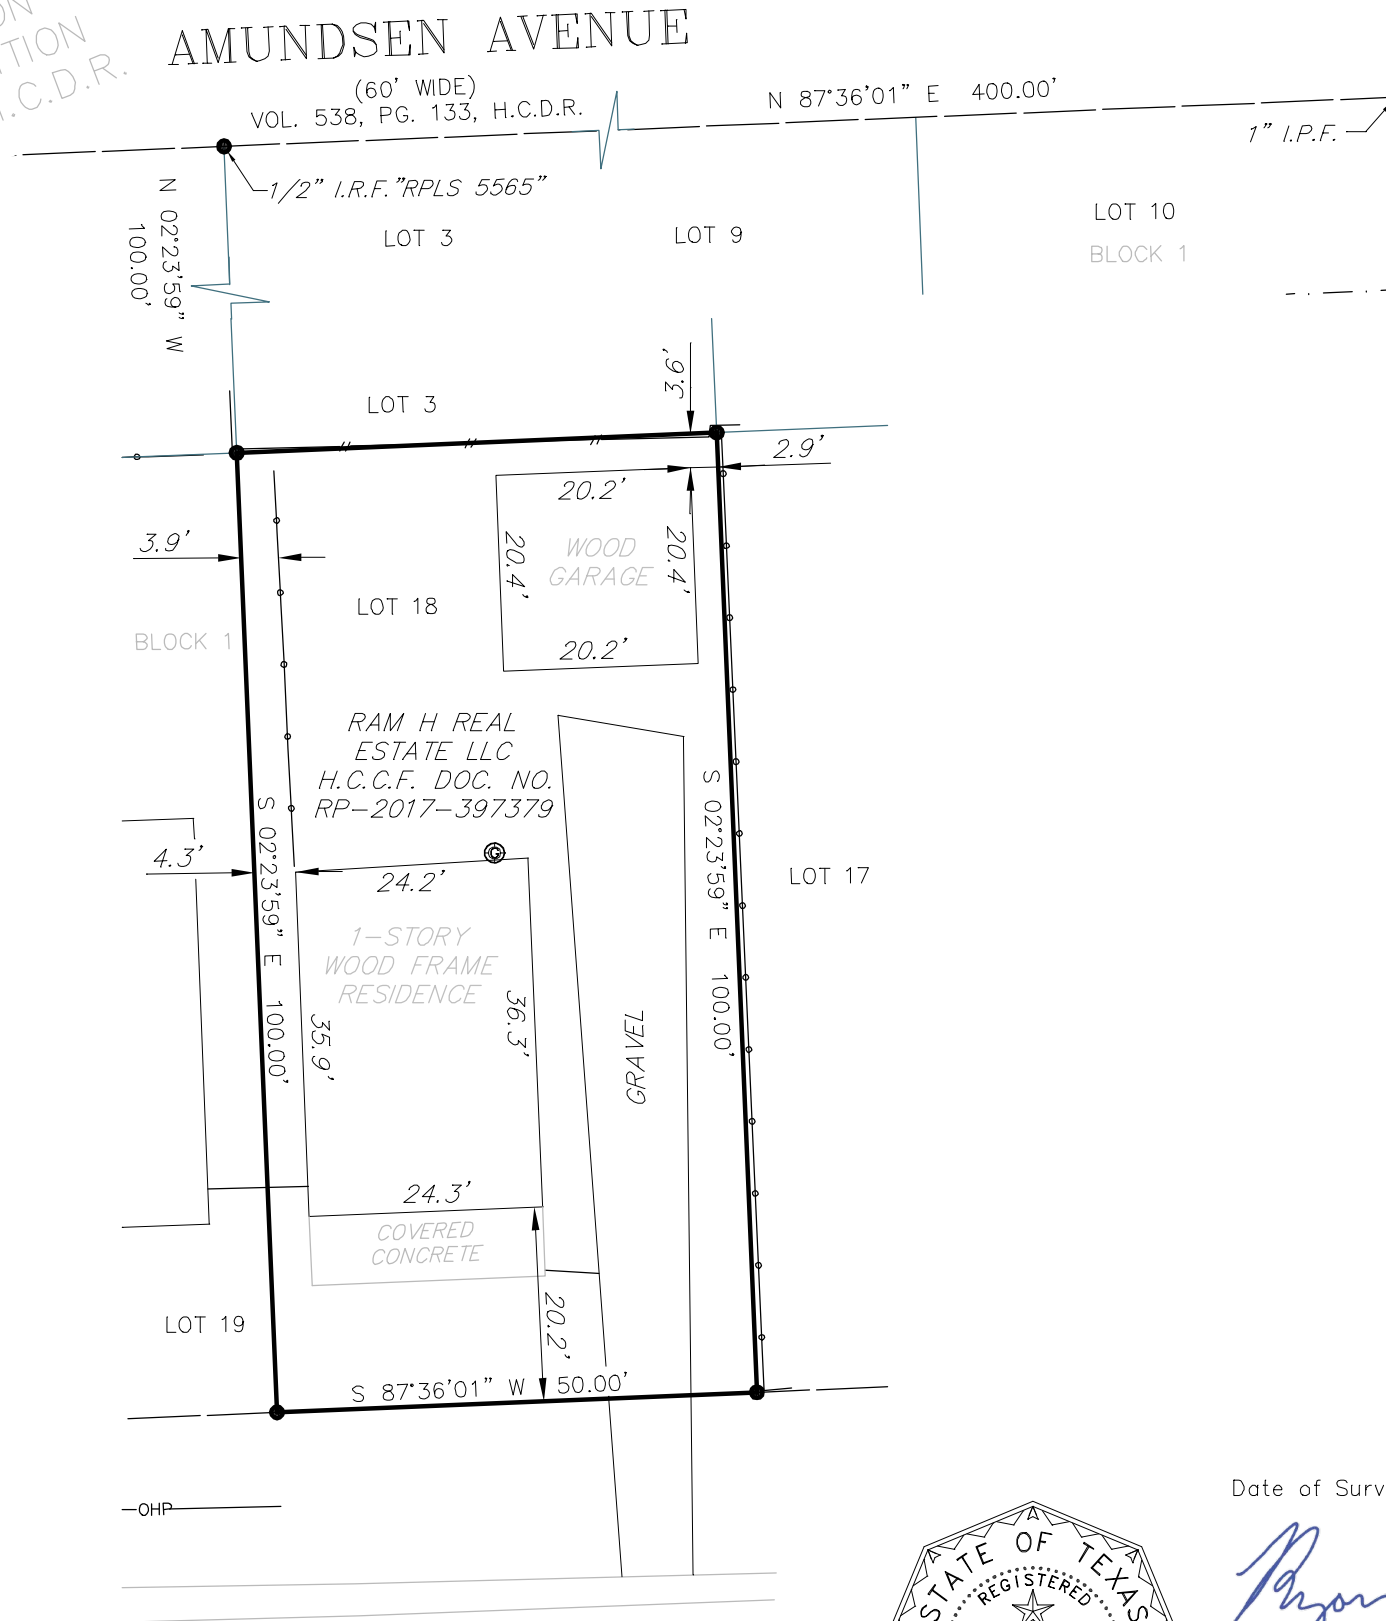 AMUNDSEN AVENUE
(60' WIDE)
VOL. 538, PG. 133, H.C.D.R.
N 87°36'01" E 400.00'
1" I.P.F.
1/2" I.R.F."RPLS 5565"
N 02°23'59" W
100.00'
LOT 3
LOT 9
LOT 10
BLOCK 1
LOT 3
3.6'
2.9'
20.2'
3.9'
20.4'
WOOD
GARAGE
20.4'
LOT 18
BLOCK 1
20.2'
RAM H REAL
ESTATE LLC
H.C.C.F. DOC. NO.
RP-2017-397379
S 02°23'59" E 100.00'
S 02°23'59" E 100.00'
G
4.3'
24.2'
LOT 17
1-STORY
WOOD FRAME
RESIDENCE
35.9'
36.3'
GRAVEL
24.3'
COVERED
CONCRETE
20.2'
LOT 19
S 87°36'01" W 50.00'
OHP
Date of Surv
STATE OF TEXAS
REGISTERED